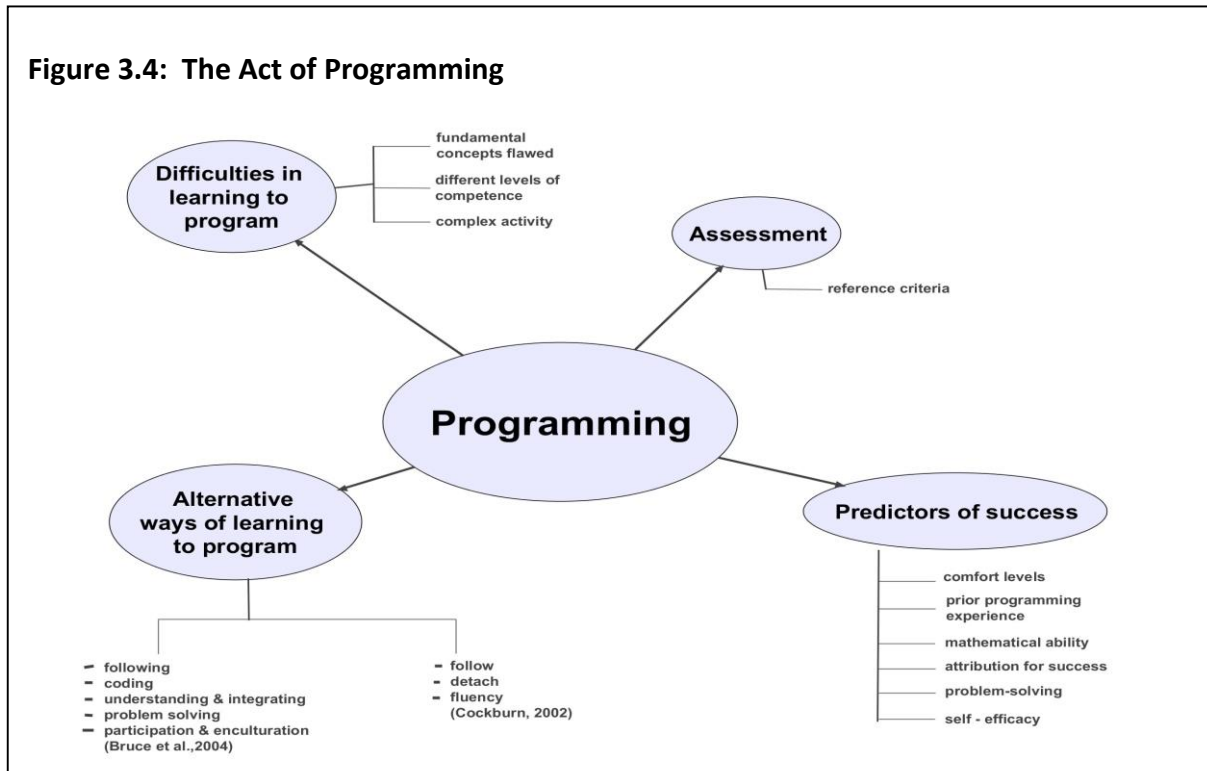 Figure 3.4:  The Act of Programming
Difficulties in
learning to
program
fundamental
concepts flawed
different levels of
competence
complex activity
Assessment
reference criteria
Programming
Alternative
ways of learning
to program
- following
- coding
- understanding & integrating
- problem solving
- participation & enculturation
(Bruce et al.,2004)
- follow
- detach
- fluency
(Cockburn, 2002)
Predictors of success
comfort levels
prior programming
experience
mathematical ability
attribution for success
problem-solving
self - efficacy